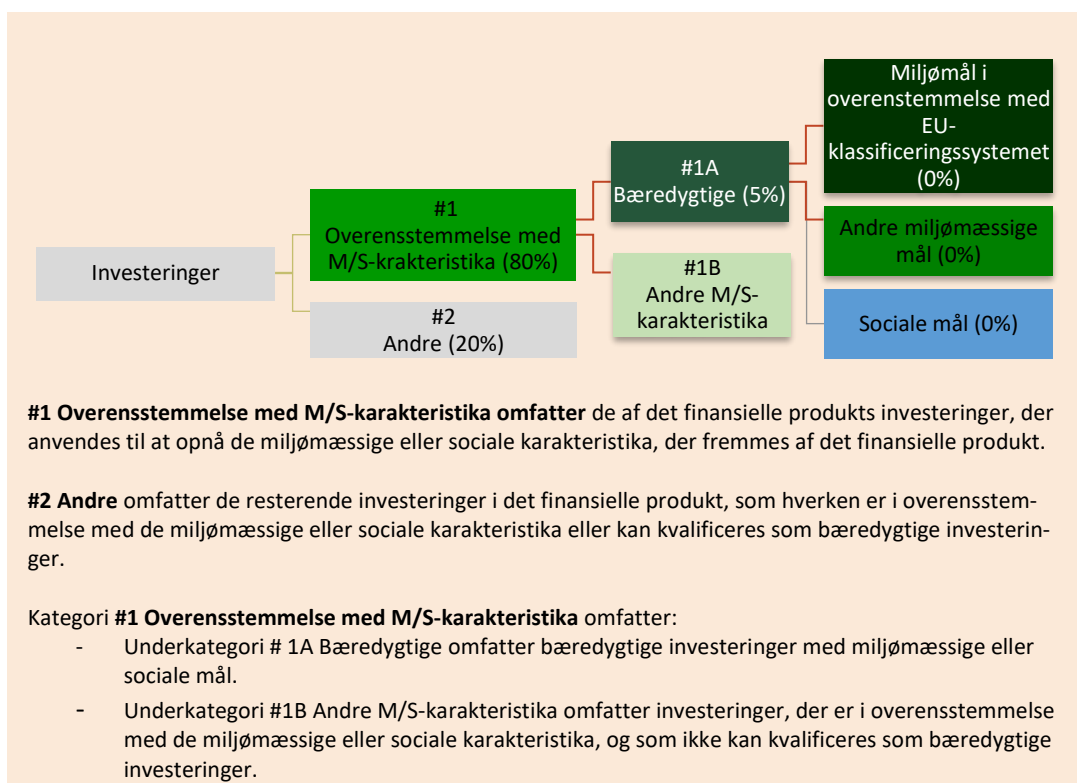 Investeringer
#1
Overensstemmelse med
M/S-krakteristika (80%)
#2
Andre (20%)
#1A
Bæredygtige (5%)
#1B
Andre M/S-
karakteristika
Miljømål i
overenstemmelse med
EU-
klassificeringssystemet
(0%)
Andre miljømæssige
mål (0%)
Sociale mål (0%)
#1 Overensstemmelse med M/S-karakteristika omfatter de af det finansielle produkts investeringer, der
anvendes til at opnå de miljømæssige eller sociale karakteristika, der fremmes af det finansielle produkt.
#2 Andre omfatter de resterende investeringer i det finansielle produkt, som hverken er i overensstem-
melse med de miljømæssige eller sociale karakteristika eller kan kvalificeres som bæredygtige investerin-
ger.
Kategori #1 Overensstemmelse med M/S-karakteristika omfatter:
- Underkategori # 1A Bæredygtige omfatter bæredygtige investeringer med miljømæssige eller
sociale mål.
- Underkategori #1B Andre M/S-karakteristika omfatter investeringer, der er i overensstemmelse
med de miljømæssige eller sociale karakteristika, og som ikke kan kvalificeres som bæredygtige
investeringer.